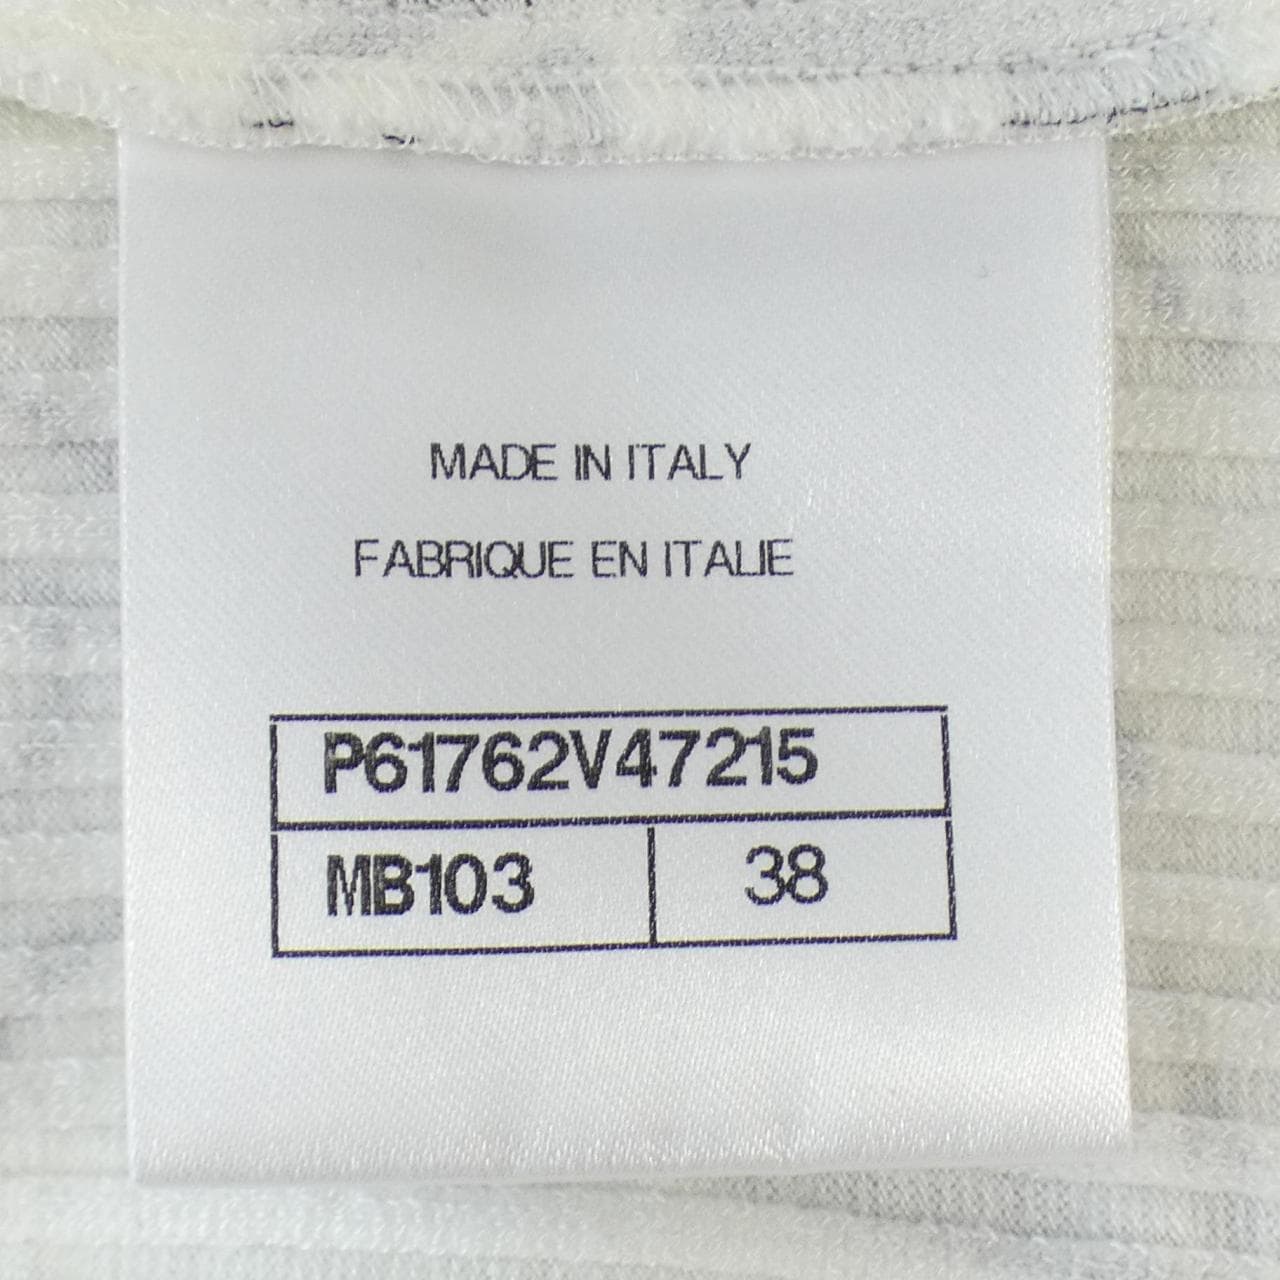 MADE IN ITALY
FABRIQUE EN ITALIE
P61762V47215
MB103 38